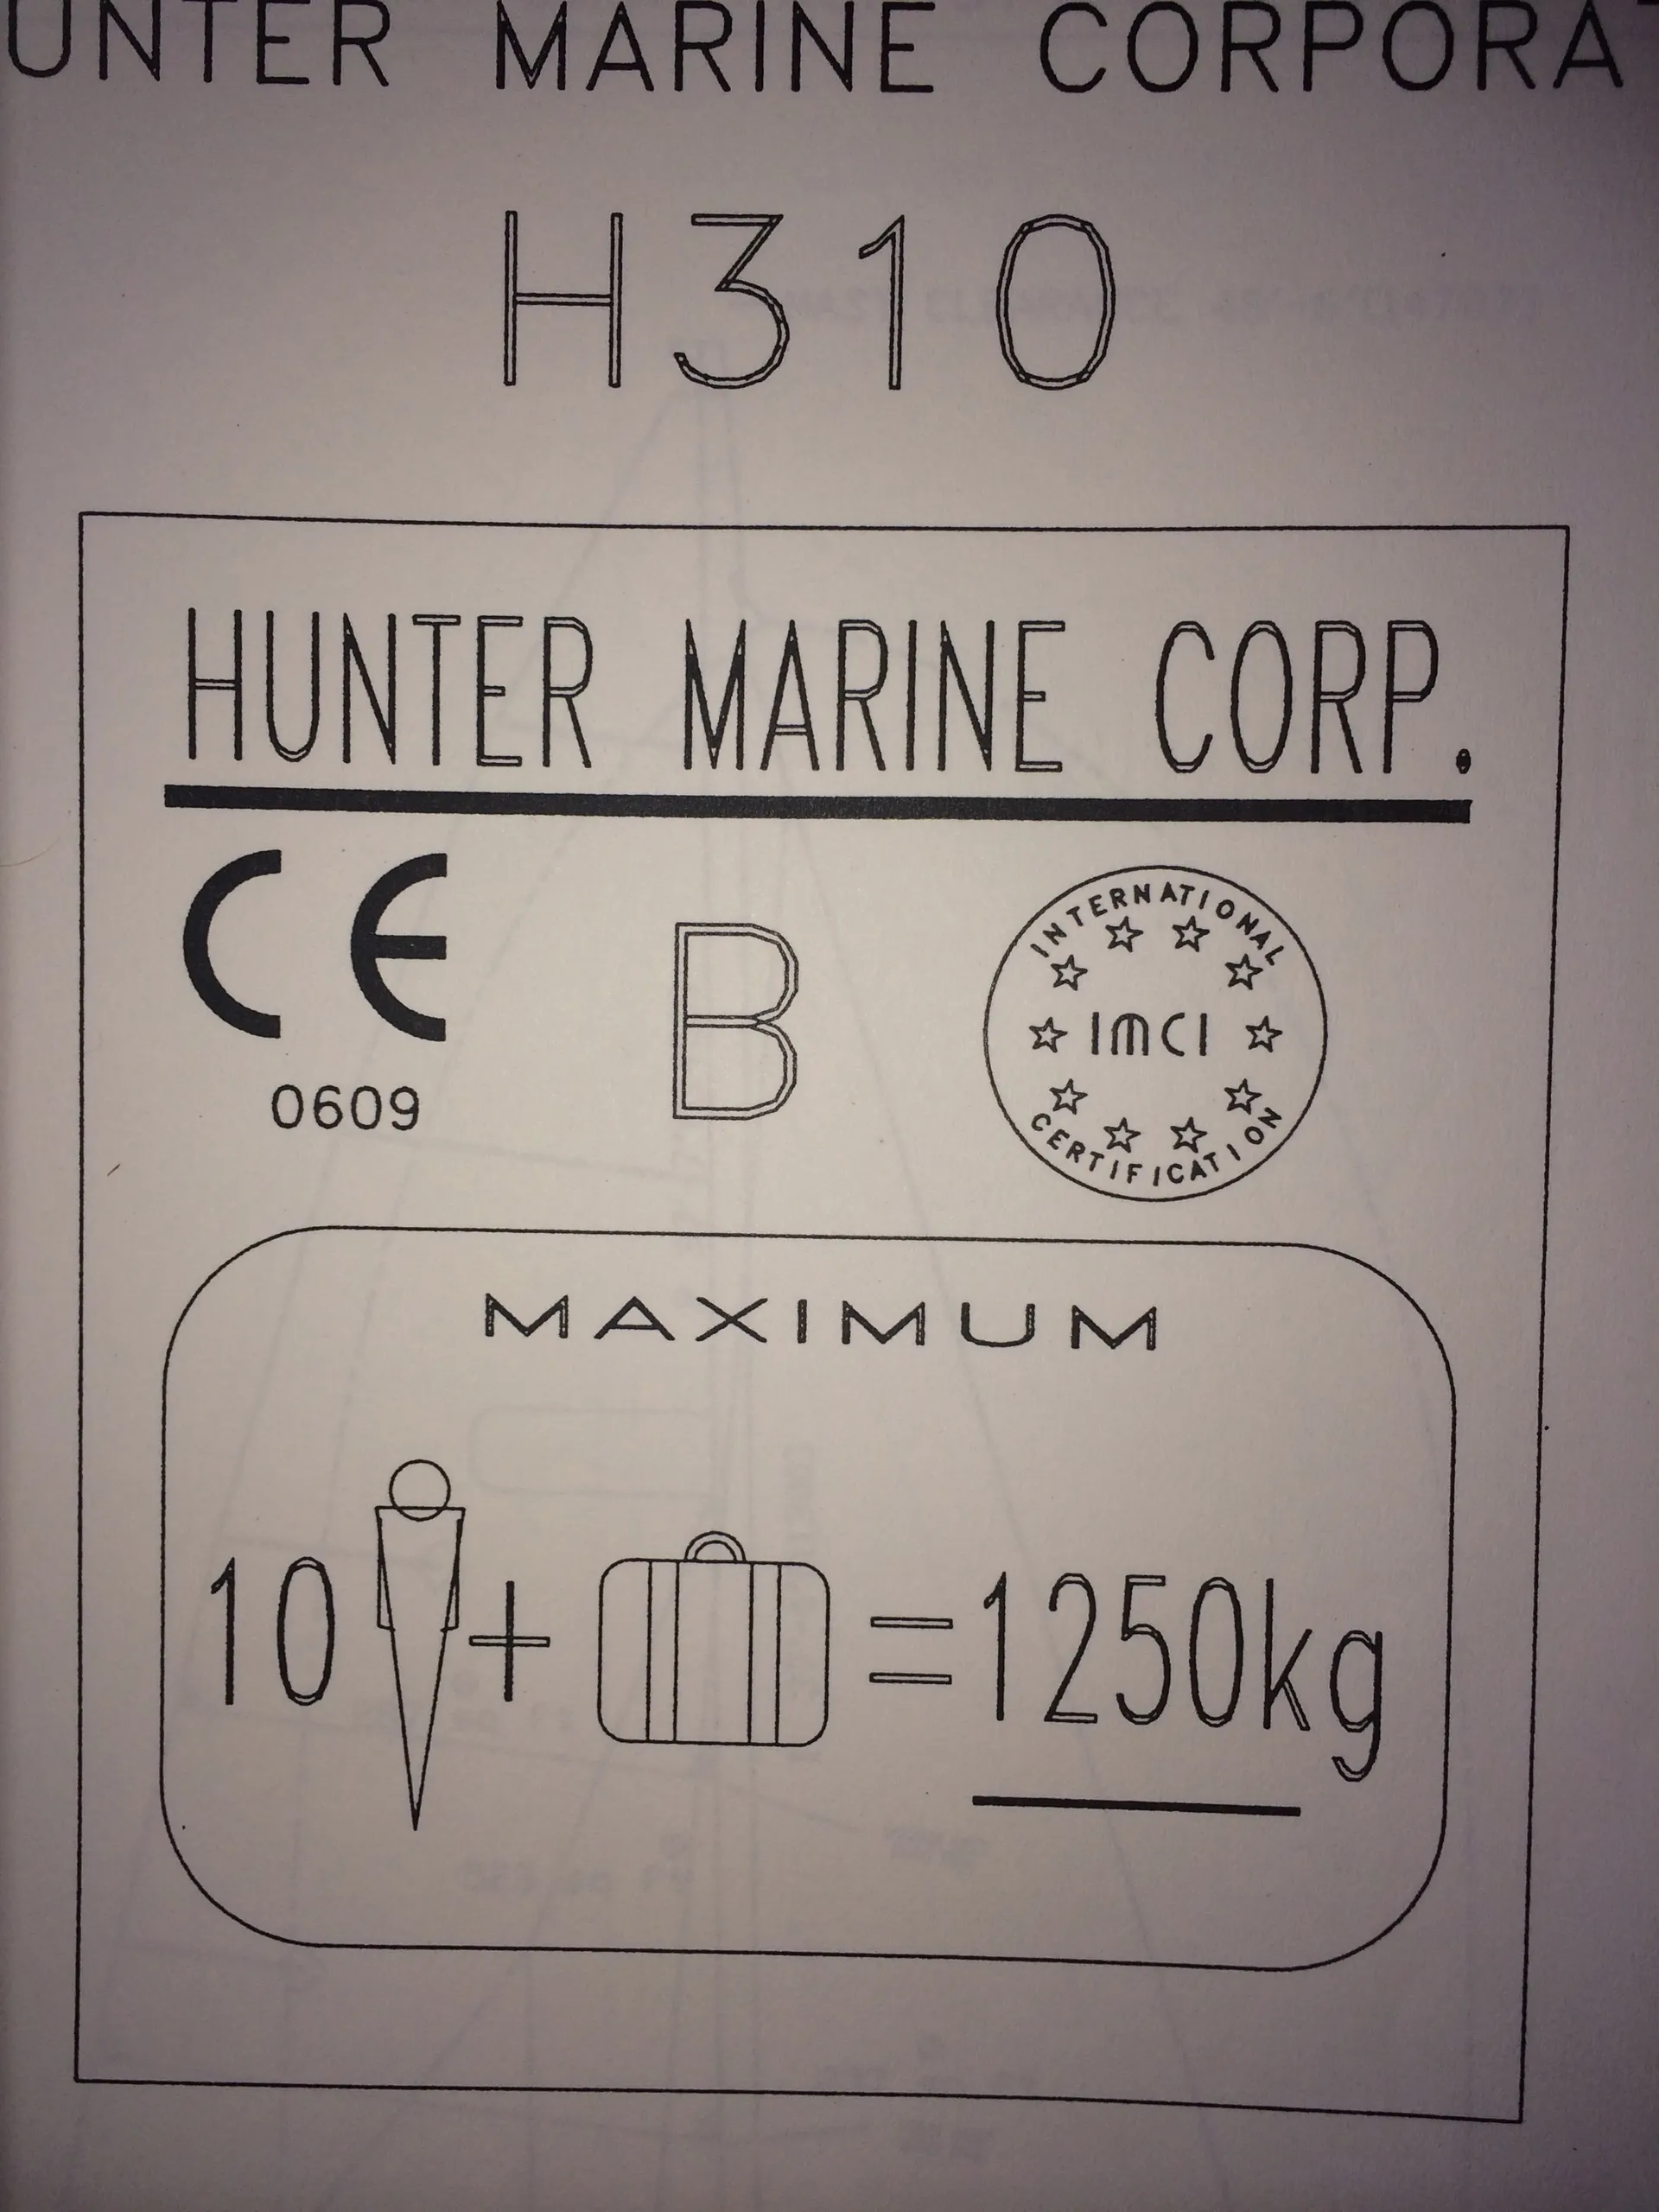 UNTER MARINE CORPORA
H310
HUNTER MARINE CORP.
CE
0609
B
INTERNATIONAL
IMCI
CERTIFICATION
MAXIMUM
10 + =1250kg